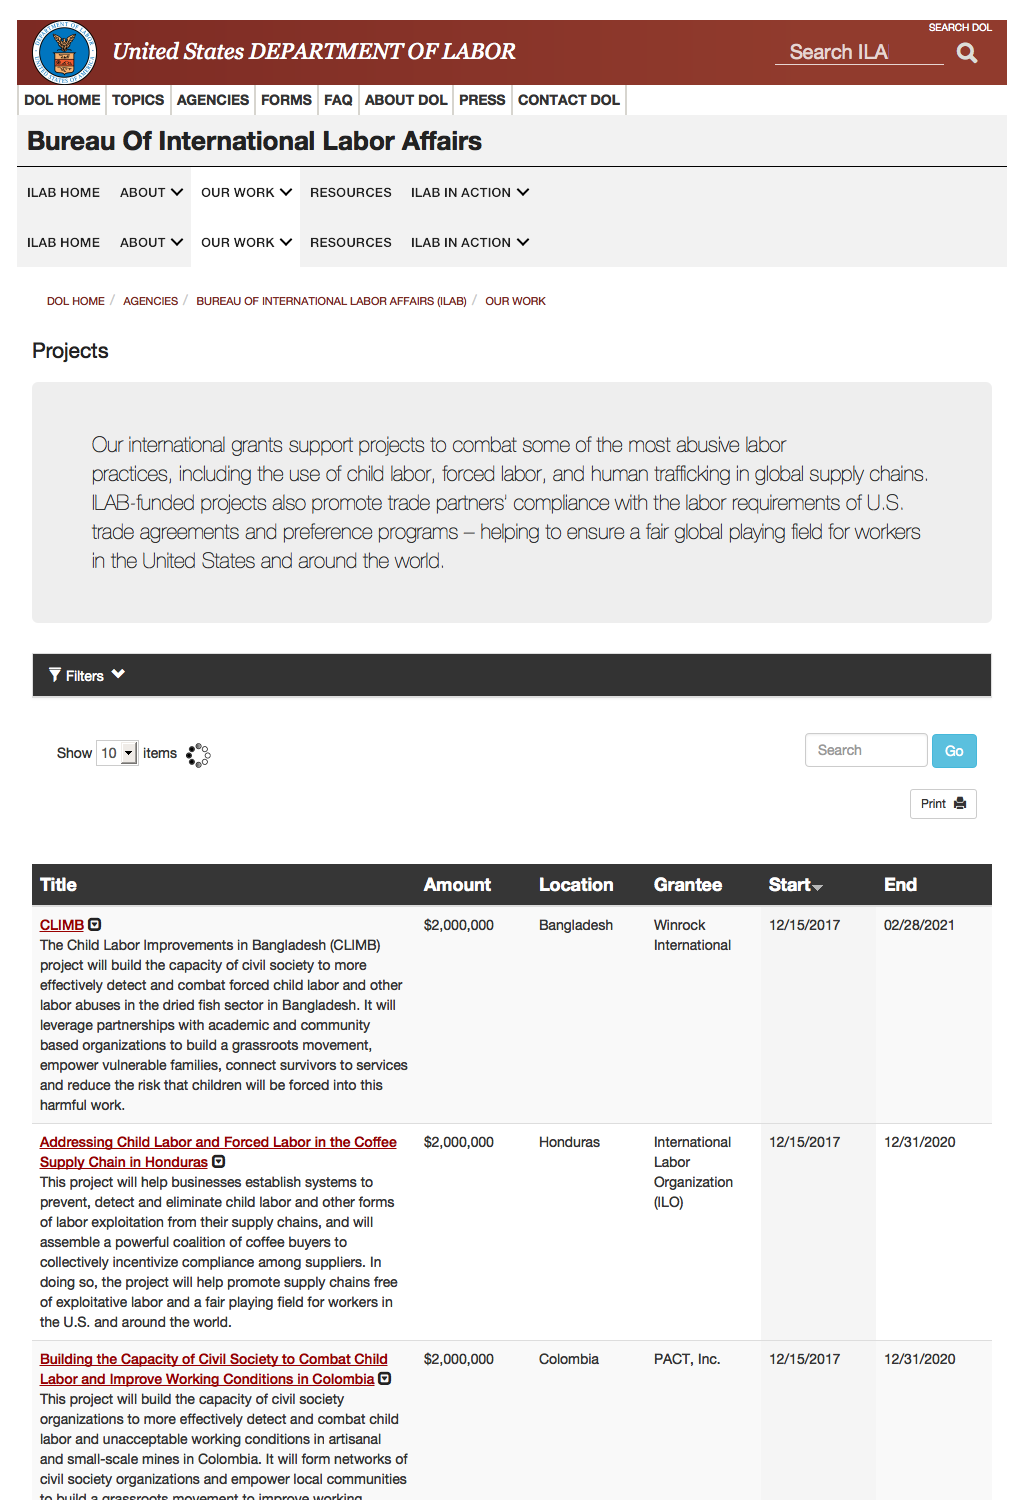 SEARCH DOL
United States DEPARTMENT OF LABOR
Search ILA
DOL HOME TOPICS AGENCIES FORMS FAQ ABOUT DOL PRESS CONTACT DOL
Bureau Of International Labor Affairs
ILAB HOME ABOUT OUR WORK RESOURCES ILAB IN ACTION
ILAB HOME ABOUT OUR WORK RESOURCES ILAB IN ACTION
DOL HOME / AGENCIES / BUREAU OF INTERNATIONAL LABOR AFFAIRS (ILAB) / OUR WORK
Projects
Our international grants support projects to combat some of the most abusive labor
practices, including the use of child labor, forced labor, and human trafficking in global supply chains.
ILAB-funded projects also promote trade partners' compliance with the labor requirements of U.S.
trade agreements and preference programs – helping to ensure a fair global playing field for workers
in the United States and around the world.
Filters
Show 10 items
Search Go
Print
Title Amount Location Grantee Start End
CLIMB $2,000,000 Bangladesh Winrock 12/15/2017 02/28/2021
The Child Labor Improvements in Bangladesh (CLIMB) International
project will build the capacity of civil society to more
effectively detect and combat forced child labor and other
labor abuses in the dried fish sector in Bangladesh. It will
leverage partnerships with academic and community
based organizations to build a grassroots movement,
empower vulnerable families, connect survivors to services
and reduce the risk that children will be forced into this
harmful work.
Addressing Child Labor and Forced Labor in the Coffee $2,000,000 Honduras International 12/15/2017 12/31/2020
Supply Chain in Honduras Labor
This project will help businesses establish systems to Organization
prevent, detect and eliminate child labor and other forms (ILO)
of labor exploitation from their supply chains, and will
assemble a powerful coalition of coffee buyers to
collectively incentivize compliance among suppliers. In
doing so, the project will help promote supply chains free
of exploitative labor and a fair playing field for workers in
the U.S. and around the world.
Building the Capacity of Civil Society to Combat Child $2,000,000 Colombia PACT, Inc. 12/15/2017 12/31/2020
Labor and Improve Working Conditions in Colombia
This project will build the capacity of civil society
organizations to more effectively detect and combat child
labor and unacceptable working conditions in artisanal
and small-scale mines in Colombia. It will form networks of
civil society organizations and empower local communities
to build a grassroots movement to improve working